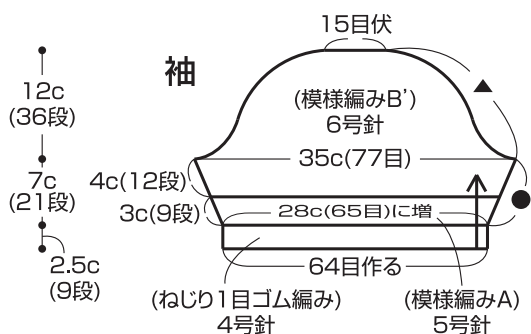 15目伏
袖
12c
(36段)
(模様編みB’)
6号針
▲
35c(77目)
7c
(21段)
4c(12段)
3c(9段)
28c(65目)に増
●
2.5c
(9段)
64目作る
(ねじり1目ゴム編み)
4号針
(模様編みA)
5号針